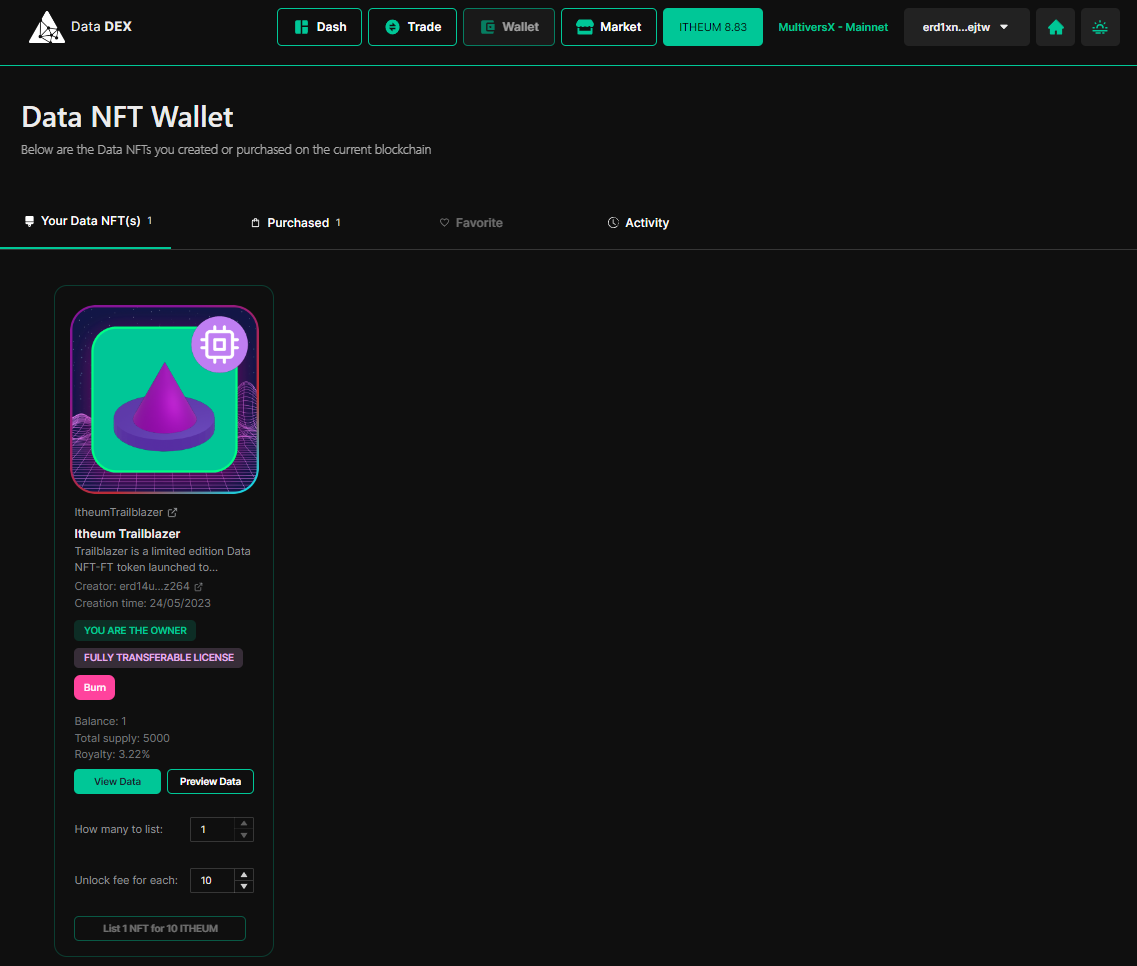 Data DEX
Dash
Trade
Wallet
Market
ITHEUM 8.83
MultiversX - Mainnet
erd1xn...ejtw
Data NFT Wallet
Below are the Data NFTs you created or purchased on the current blockchain
Your Data NFT(s) 1
Purchased 1
Favorite
Activity
ItheumTrailblazer
Itheum Trailblazer
Trailblazer is a limited edition Data
NFT-FT token launched to...
Creator: erd14u...z264
Creation time: 24/05/2023
YOU ARE THE OWNER
FULLY TRANSFERABLE LICENSE
Burn
Balance: 1
Total supply: 5000
Royalty: 3.22%
View Data
Preview Data
How many to list: 1
Unlock fee for each: 10
List 1 NFT for 10 ITHEUM